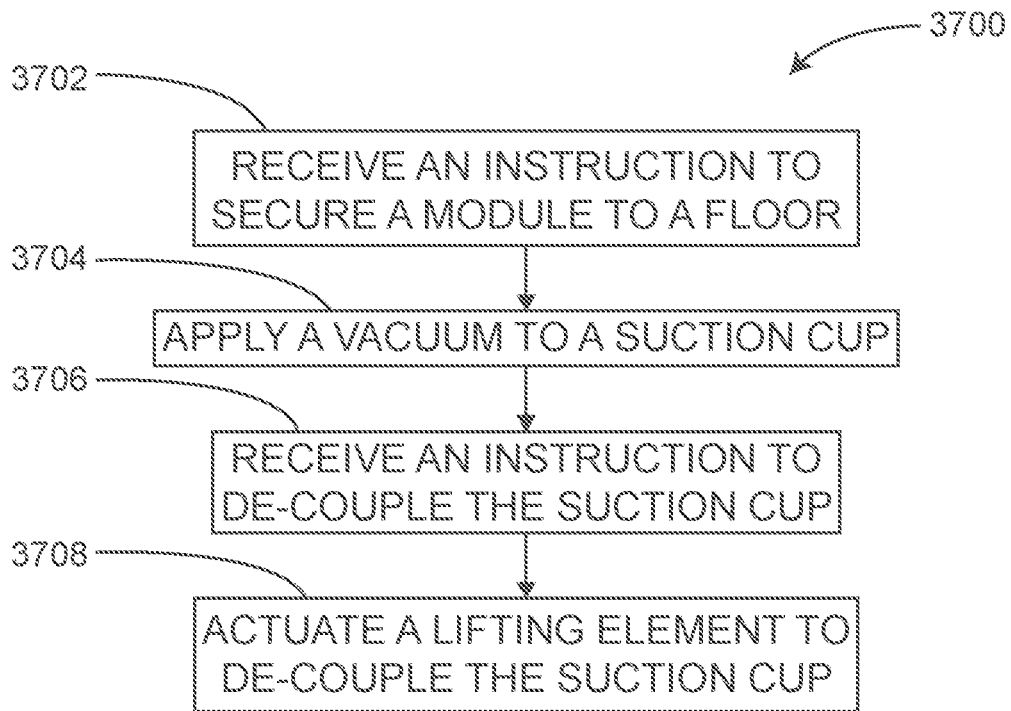 3700
3702
RECEIVE AN INSTRUCTION TO
SECURE A MODULE TO A FLOOR
3704
APPLY A VACUUM TO A SUCTION CUP
3706
RECEIVE AN INSTRUCTION TO
DE-COUPLE THE SUCTION CUP
3708
ACTUATE A LIFTING ELEMENT TO
DE-COUPLE THE SUCTION CUP